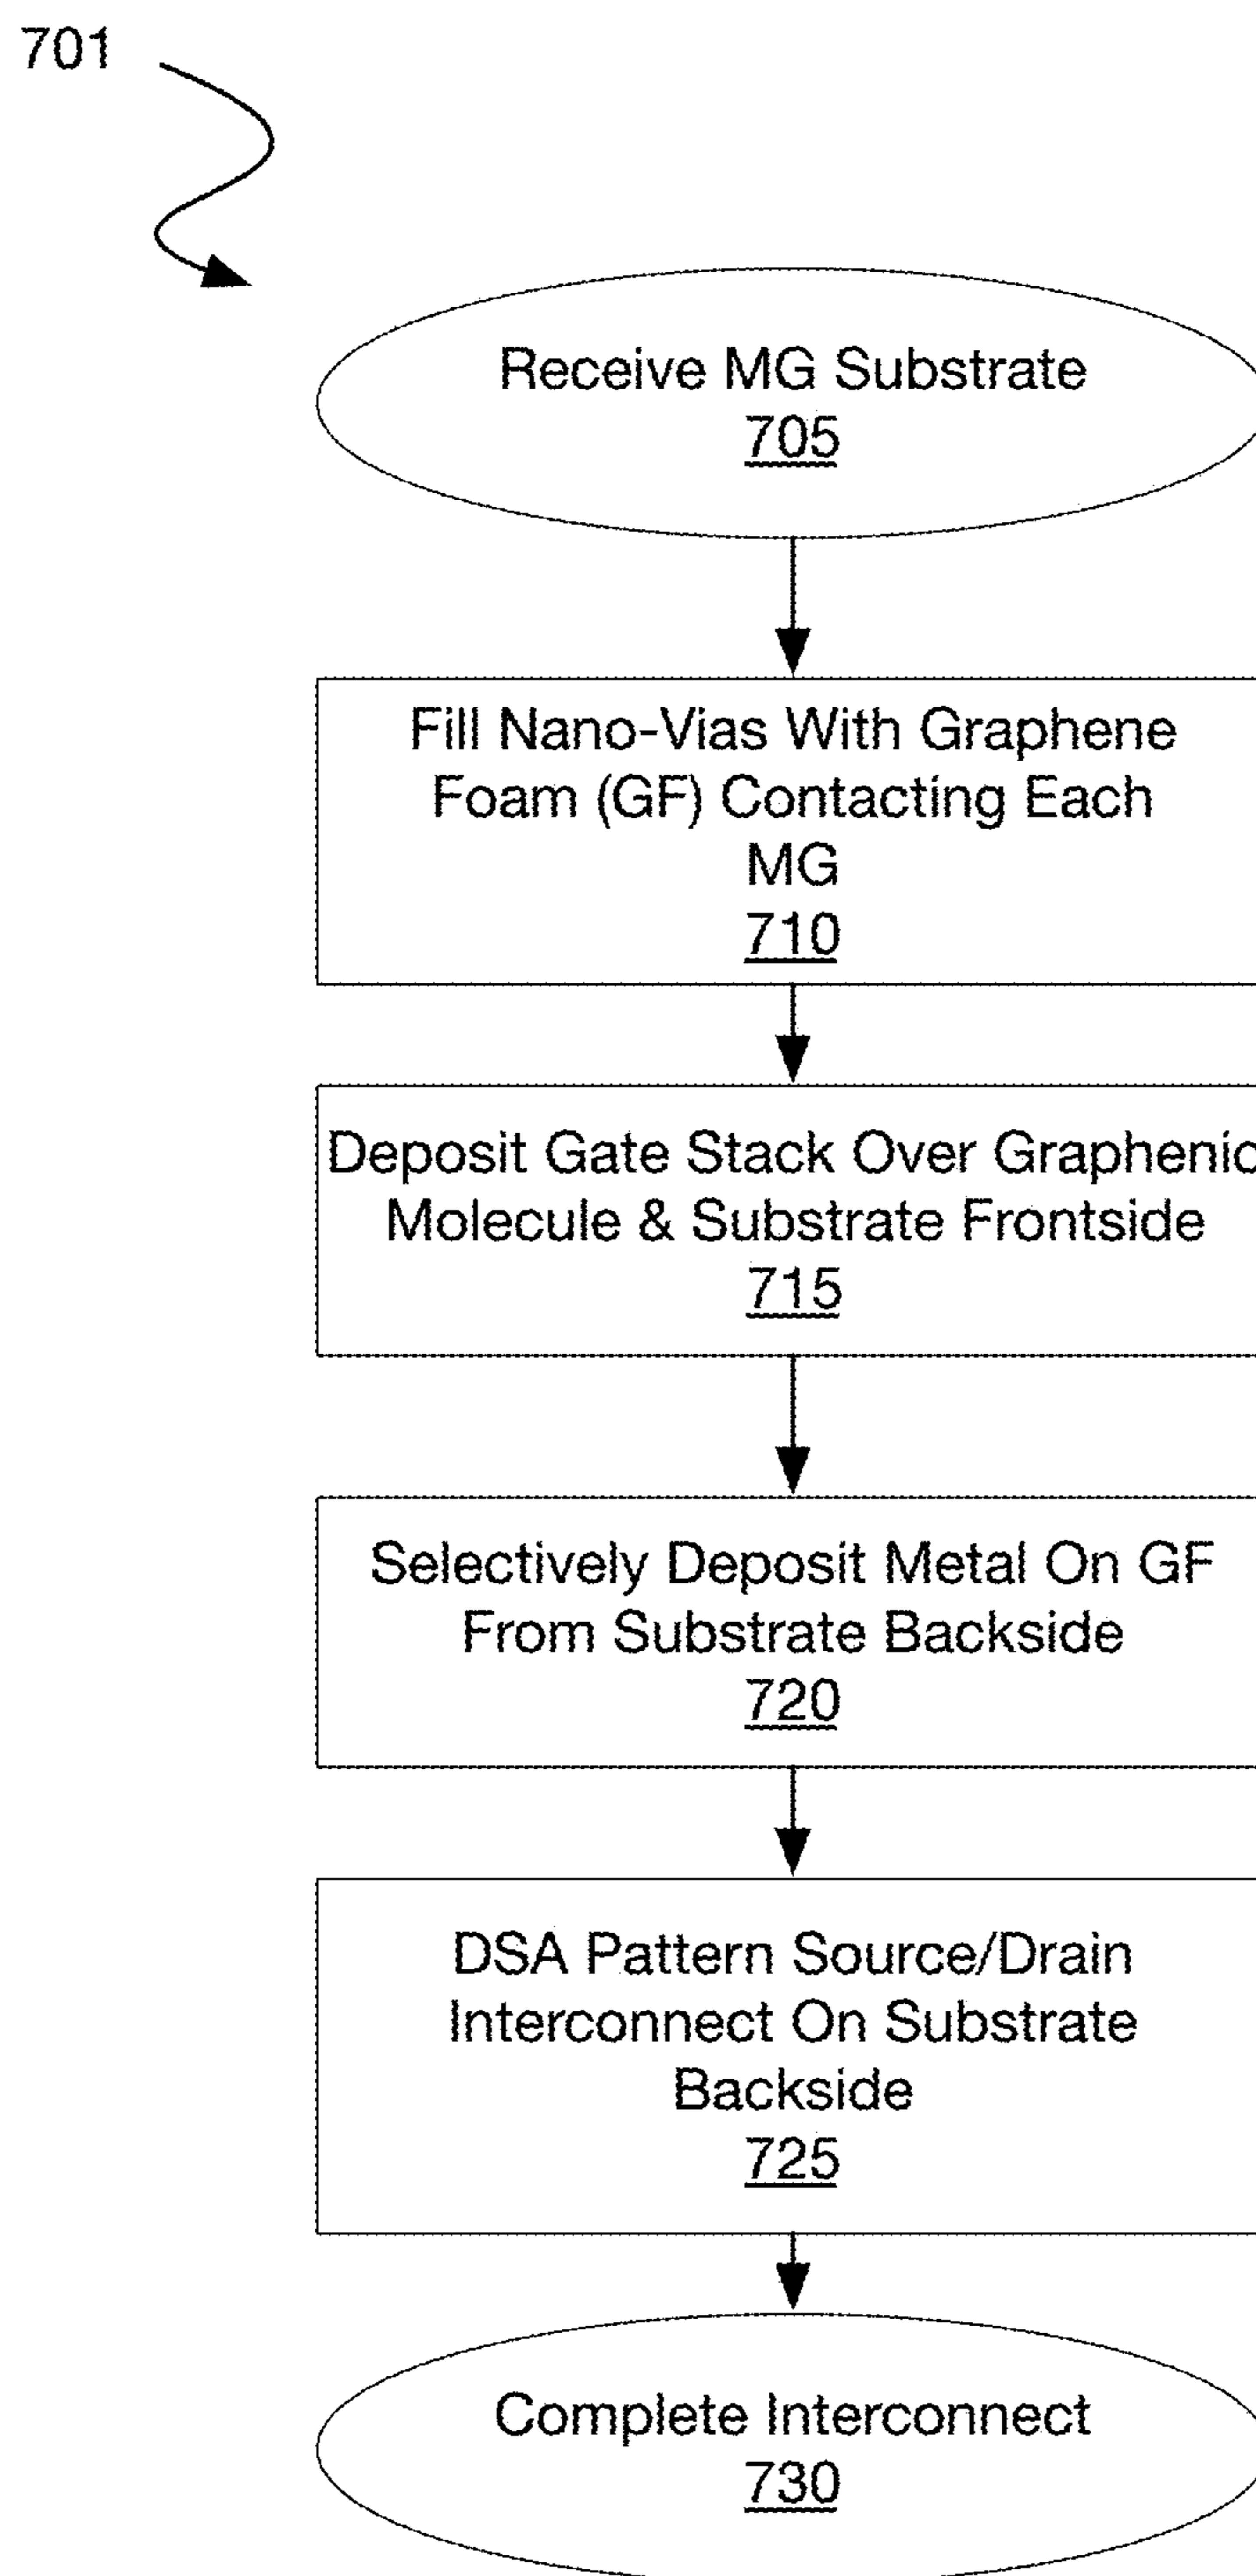 701
Receive MG Substrate
705
Fill Nano-Vias With Graphene
Foam (GF) Contacting Each
MG
710
Deposit Gate Stack Over Graphenic
Molecule & Substrate Frontside
715
Selectively Deposit Metal On GF
From Substrate Backside
720
DSA Pattern Source/Drain
Interconnect On Substrate
Backside
725
Complete Interconnect
730